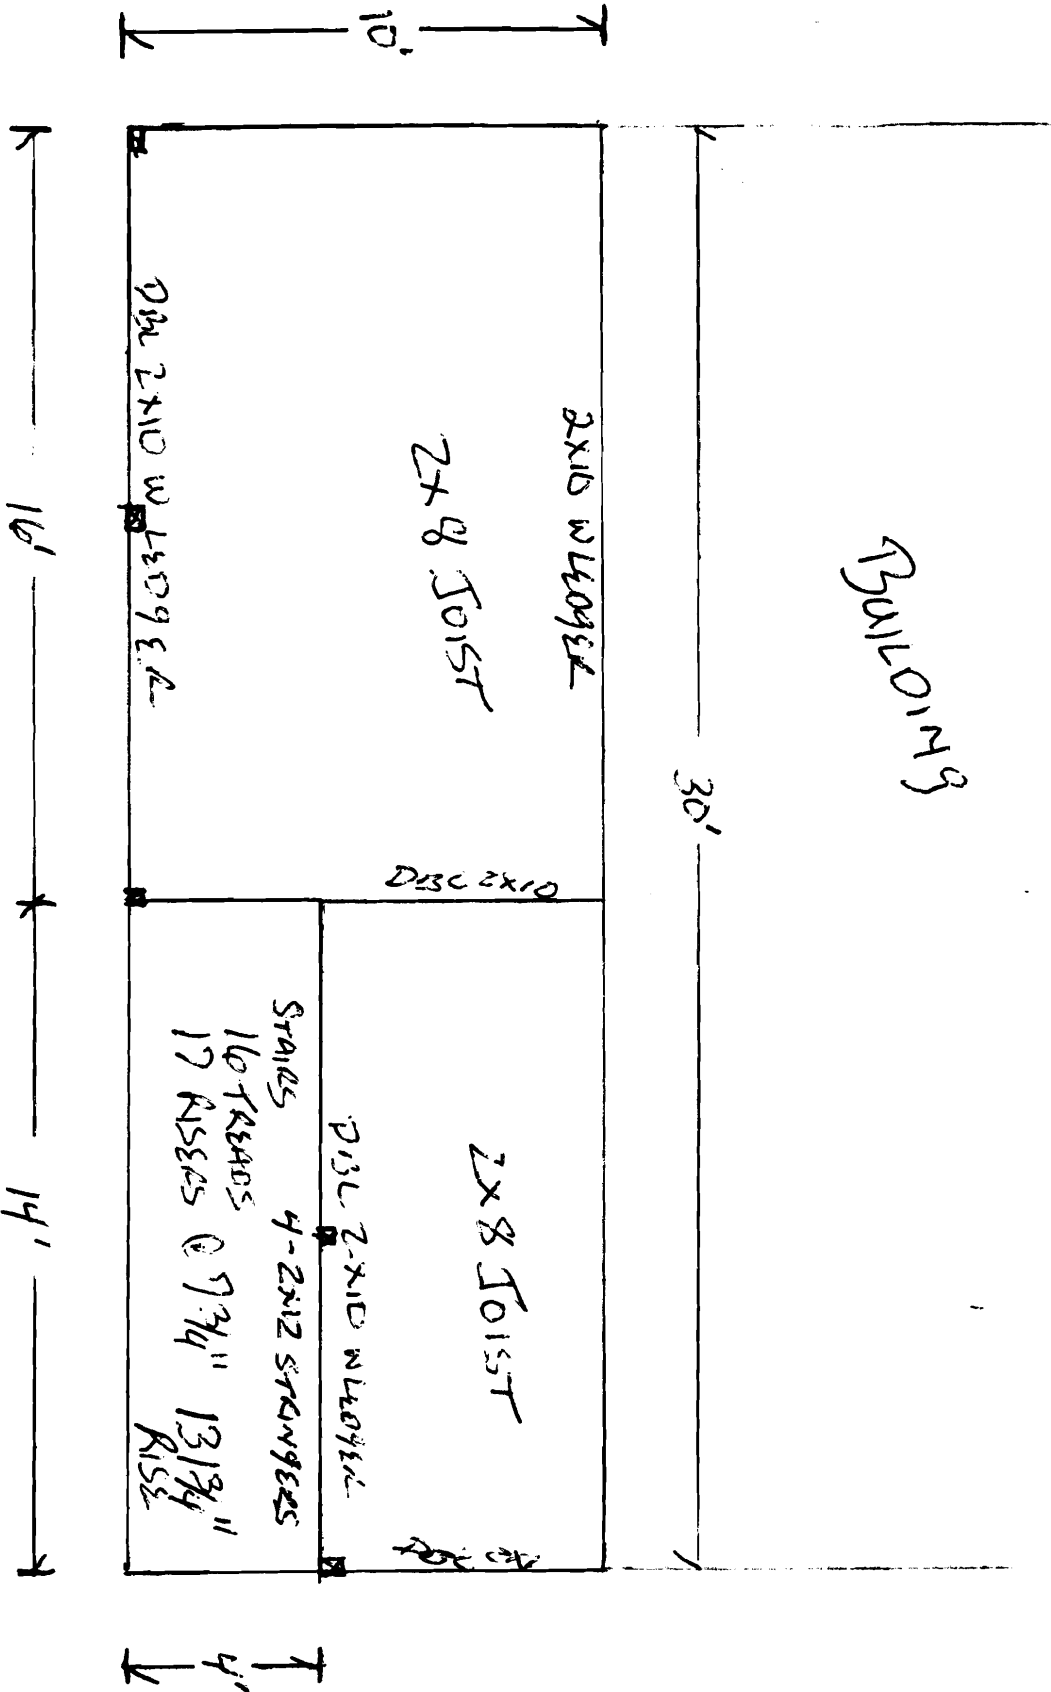 BUILDING
30'
10'
2X10 W LEDGER
2X8 JOIST
DBL 2X10 W LEDGER
DBL 2X10
2X8 JOIST
DBL 2X10 W LEDGER
STAIRS 4-2X12 STRINGERS
16 TREADS
17 RISERS @ 7 3/4" 131 3/4"
RISE
4'
16'
14'